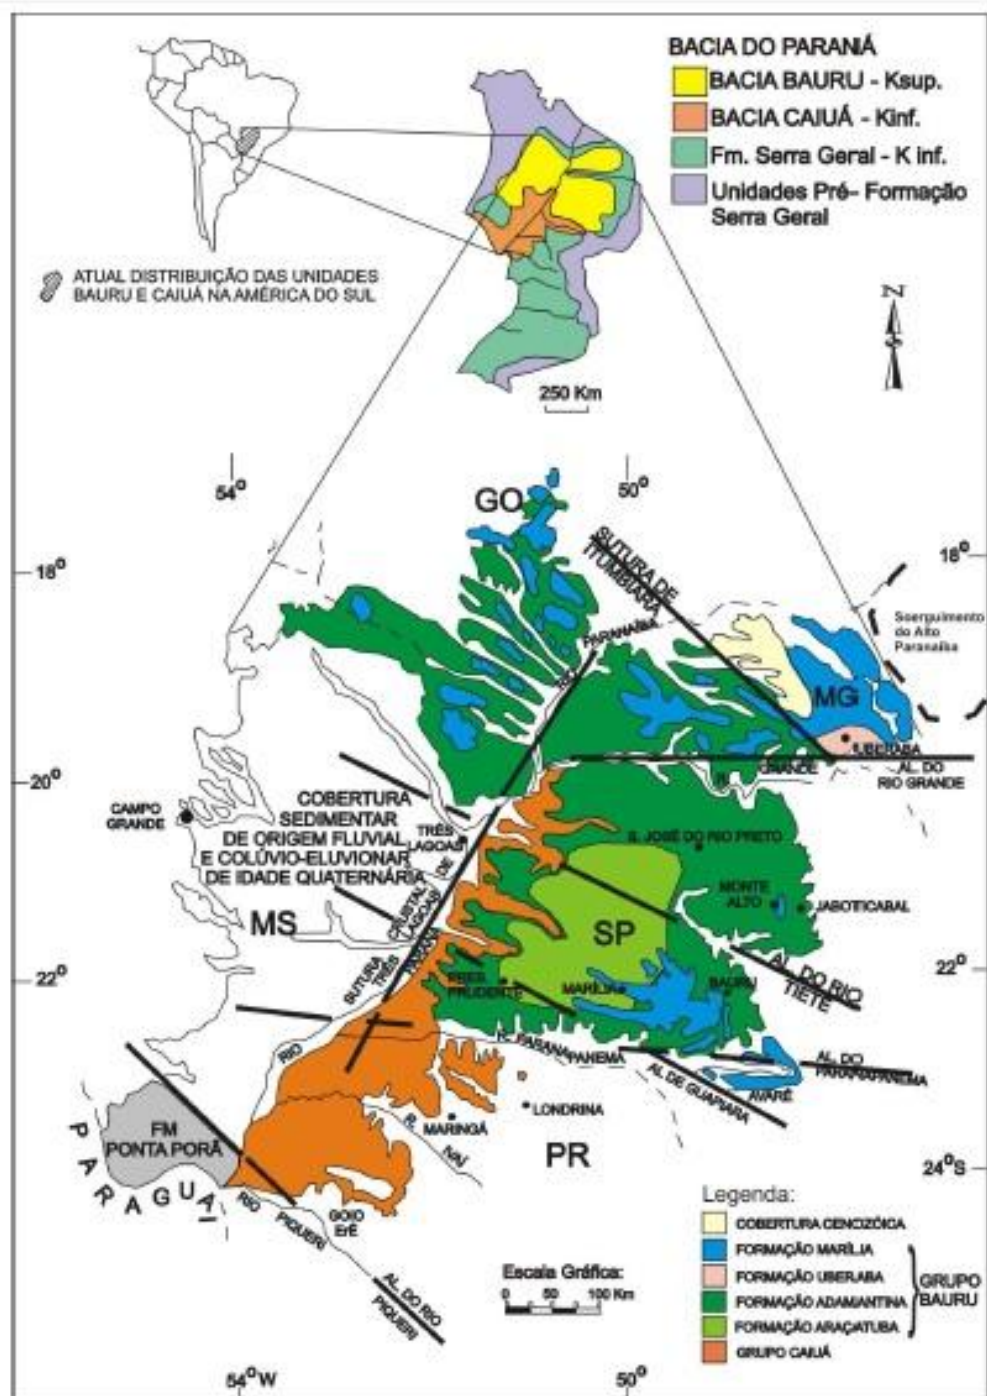 BACIA DO PARANIÁ
BACIA BAURU - Ksup.
BACIA CAIUÁ - Kinf.
Fm. Serra Geral - K inf.
Unidades Pré- Formação
Serra Geral
ATUAL DISTRIBUIÇÃO DAS UNIDADES
BAURU E CAIUÁ NA AMÉRICA DO SUL
N
250 Km
54°
50°
GO
18°
18°
SUTURA DE
ITUMBIARA
Soerguimento
do Alto
Paranaíba
RIO
PARANAÍBA
MG
UBERABA
R.
GRANDE
AL. DO
RIO GRANDE
20°
20°
CAMPO
GRANDE
COBERTURA
SEDIMENTAR
DE ORIGEM FLUVIAL
E COLÚVIO-ELUVIONAR
DE IDADE QUATERNÁRIA
TRÊS
LAGOAS
S. JOSÉ DO RIO PRETO
MONTE
ALTO
JABOTICABAL
MS
SP
SUTURA CRUSTAL DE
TRÊS LAGOAS
PARANÁ
RIO
22°
22°
PRES.
PRUDENTE
MARÍLIA
BAURU
AL. DO RIO
TIETE
R. PARANAPANEMA
AL. DO
PARANAPANEMA
AL. DE GUAPIARA
AVARÉ
LONDRINA
MARINGÁ
R.
IVAÍ
PR
FM
PONTA PORÃ
PARAGUAI
RIO
PIQUERI
GOIO
ErÊ
24°S
AL. DO RIO
PIQUERI
Escala Gráfica:
0 50 100 Km
Legenda:
COBERTURA CENOZÓICA
FORMAÇÃO MARÍLIA
FORMAÇÃO UBERABA
FORMAÇÃO ADAMANTINA
FORMAÇÃO ARAÇATUBA
GRUPO CAIUÁ
GRUPO
BAURU
54°W
50°